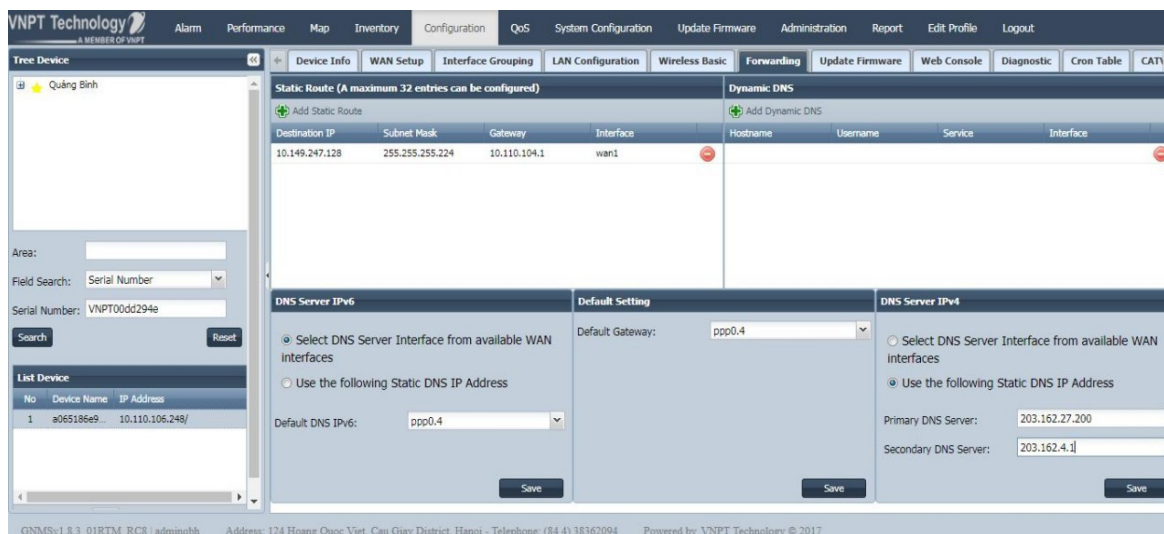 VNPT Technology
A MEMBER OF VNPT
Alarm Performance Map Inventory Configuration QoS System Configuration Update Firmware Administration Report Edit Profile Logout
Tree Device
Quảng Bình
Area:
Field Search: Serial Number
Serial Number: VNPT00dd294e
Search Reset
List Device
No Device Name IP Address
1 a065186e9... 10.110.106.248/
Device Info WAN Setup Interface Grouping LAN Configuration Wireless Basic Forwarding Update Firmware Web Console Diagnostic Cron Table CATV
Static Route (A maximum 32 entries can be configured)
Add Static Route
Destination IP Subnet Mask Gateway Interface
10.149.247.128 255.255.255.224 10.110.104.1 wan1
Dynamic DNS
Add Dynamic DNS
Hostname Username Service Interface
DNS Server IPv6
Select DNS Server Interface from available WAN
interfaces
Use the following Static DNS IP Address
Default DNS IPv6: ppp0.4
Save
Default Setting
Default Gateway: ppp0.4
Save
DNS Server IPv4
Select DNS Server Interface from available WAN
interfaces
Use the following Static DNS IP Address
Primary DNS Server: 203.162.27.200
Secondary DNS Server: 203.162.4.1
Save
GNMSv1.8.3_01RTM_RC8 | adminqbh Address: 124 Hoang Quoc Viet, Cau Giay District, Hanoi - Telephone: (84 4) 38362094 Powered by VNPT Technology © 2017